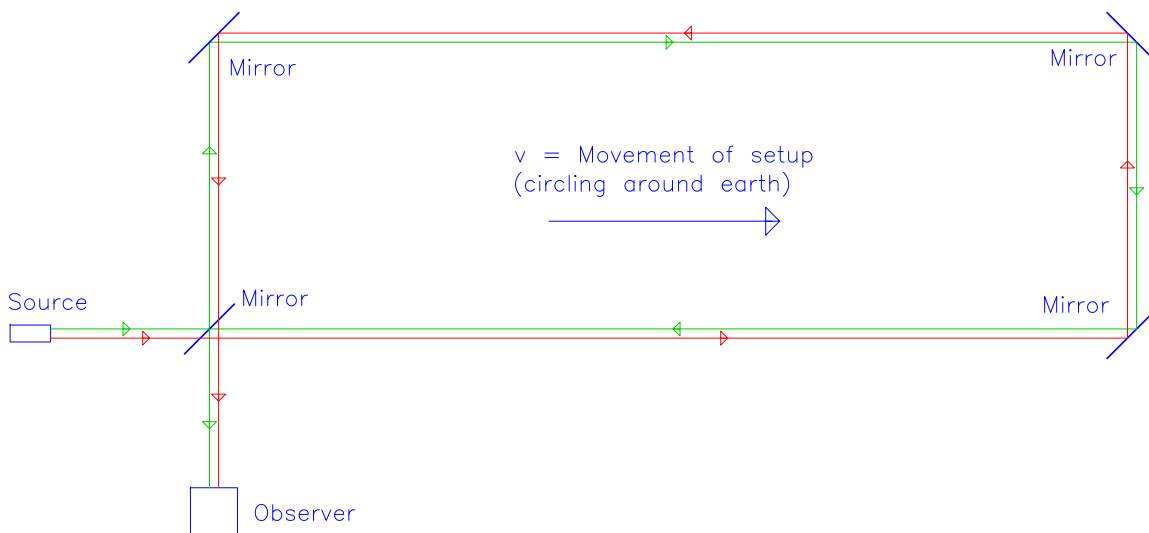 Mirror
Mirror
v = Movement of setup
(circling around earth)
Source
Mirror
Mirror
Observer